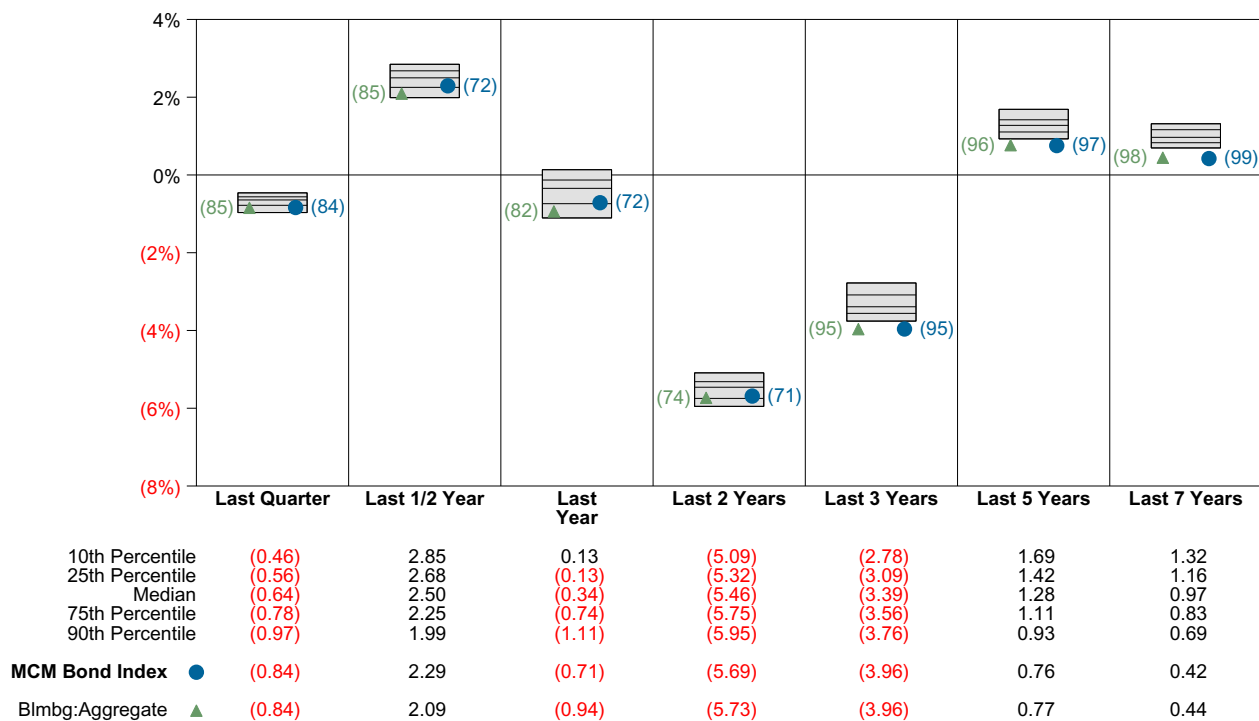 4%
2%
0%
(2%)
(4%)
(6%)
(8%)
(85) (84)
(85) (72)
(82) (72)
(74) (71)
(95) (95)
(96) (97)
(98) (99)
Last Quarter Last 1/2 Year Last Year Last 2 Years Last 3 Years Last 5 Years Last 7 Years
10th Percentile (0.46) 2.85 0.13 (5.09) (2.78) 1.69 1.32
25th Percentile (0.56) 2.68 (0.13) (5.32) (3.09) 1.42 1.16
Median (0.64) 2.50 (0.34) (5.46) (3.39) 1.28 0.97
75th Percentile (0.78) 2.25 (0.74) (5.75) (3.56) 1.11 0.83
90th Percentile (0.97) 1.99 (1.11) (5.95) (3.76) 0.93 0.69
MCM Bond Index (0.84) 2.29 (0.71) (5.69) (3.96) 0.76 0.42
Blmbg:Aggregate (0.84) 2.09 (0.94) (5.73) (3.96) 0.77 0.44